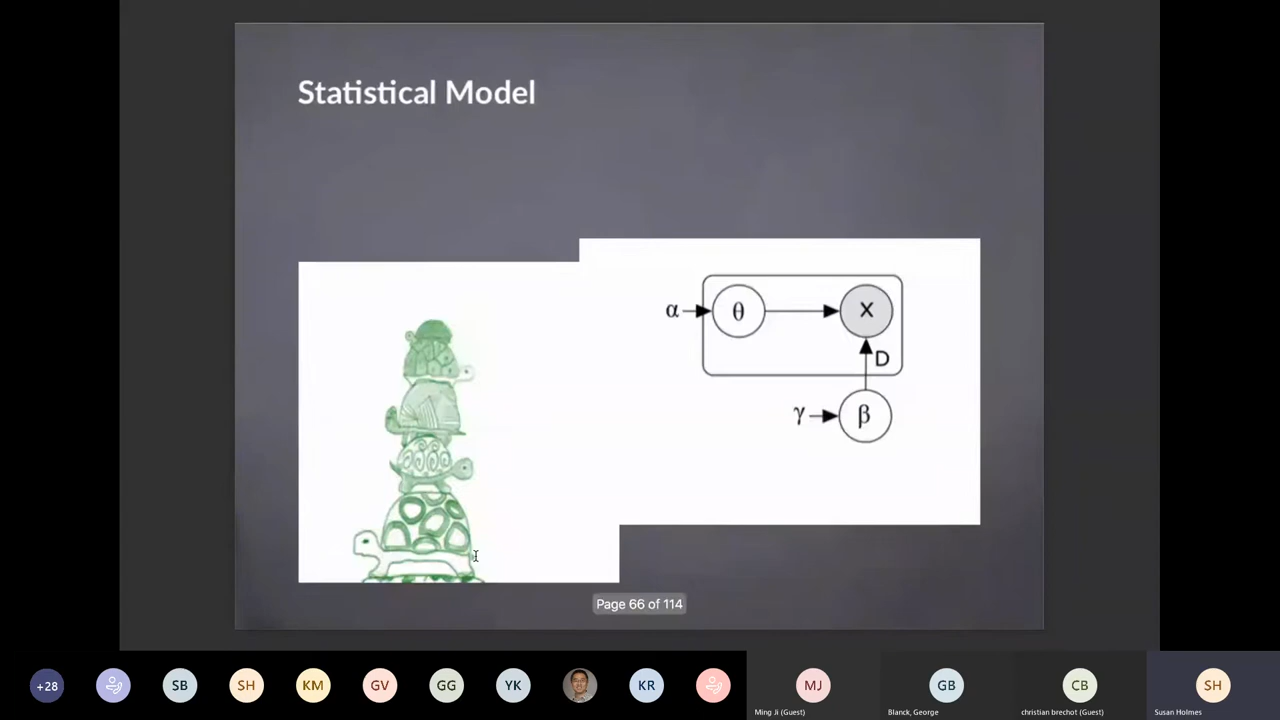 Statistical Model
α θ X
D
γ β
Page 66 of 114
+28 SB SH KM GV GG YK KR MJ GB CB SH
Ming Ji (Guest) Blanck, George christian brechot (Guest) Susan Holmes